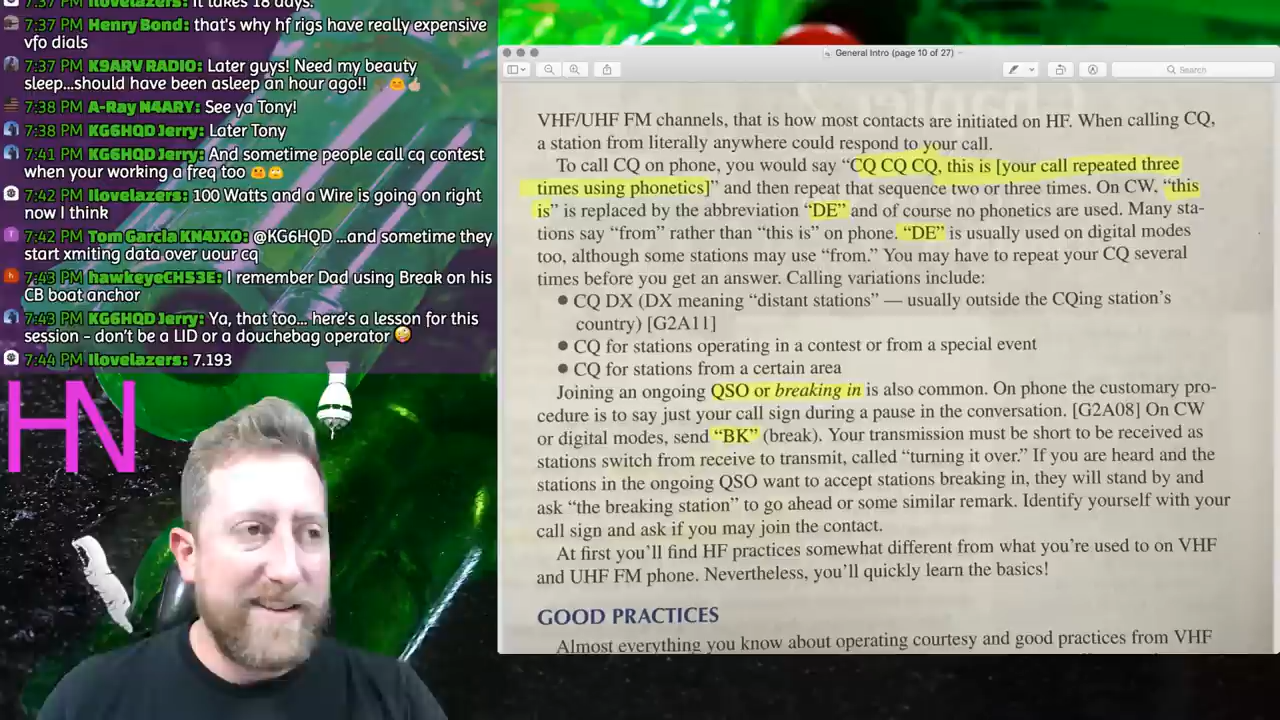 7:37 PM Ilovelazers: It takes 18 days.
7:37 PM Henry Bond: that's why hf rigs have really expensive
vfo dials
7:37 PM K9ARV RADIO: Later guys! Need my beauty
sleep...should have been asleep an hour ago!!
7:38 PM A-Ray N4ARY: See ya Tony!
7:38 PM KG6HQD Jerry: Later Tony
7:41 PM KG6HQD Jerry: And sometime people call cq contest
when your working a freq too
7:42 PM Ilovelazers: 100 Watts and a Wire is going on right
now I think
7:42 PM Tom Garcia KN4JXO: @KG6HQD ...and sometime they
start xmiting data over uour cq
7:43 PM hawkeyeCH53E: I remember Dad using Break on his
CB boat anchor
7:43 PM KG6HQD Jerry: Ya, that too... here's a lesson for this
session - don't be a LID or a douchebag operator
7:44 PM Ilovelazers: 7.193
HN
General Intro (page 10 of 27)
Search
VHF/UHF FM channels, that is how most contacts are initiated on HF. When calling CQ,
a station from literally anywhere could respond to your call.
To call CQ on phone, you would say “CQ CQ CQ, this is [your call repeated three
times using phonetics]” and then repeat that sequence two or three times. On CW, “this
is” is replaced by the abbreviation “DE” and of course no phonetics are used. Many sta-
tions say “from” rather than “this is” on phone. “DE” is usually used on digital modes
too, although some stations may use “from.” You may have to repeat your CQ several
times before you get an answer. Calling variations include:
● CQ DX (DX meaning “distant stations” — usually outside the CQing station’s
country) [G2A11]
● CQ for stations operating in a contest or from a special event
● CQ for stations from a certain area
Joining an ongoing QSO or breaking in is also common. On phone the customary pro-
cedure is to say just your call sign during a pause in the conversation. [G2A08] On CW
or digital modes, send “BK” (break). Your transmission must be short to be received as
stations switch from receive to transmit, called “turning it over.” If you are heard and the
stations in the ongoing QSO want to accept stations breaking in, they will stand by and
ask “the breaking station” to go ahead or some similar remark. Identify yourself with your
call sign and ask if you may join the contact.
At first you’ll find HF practices somewhat different from what you’re used to on VHF
and UHF FM phone. Nevertheless, you’ll quickly learn the basics!
GOOD PRACTICES
Almost everything you know about operating courtesy and good practices from VHF